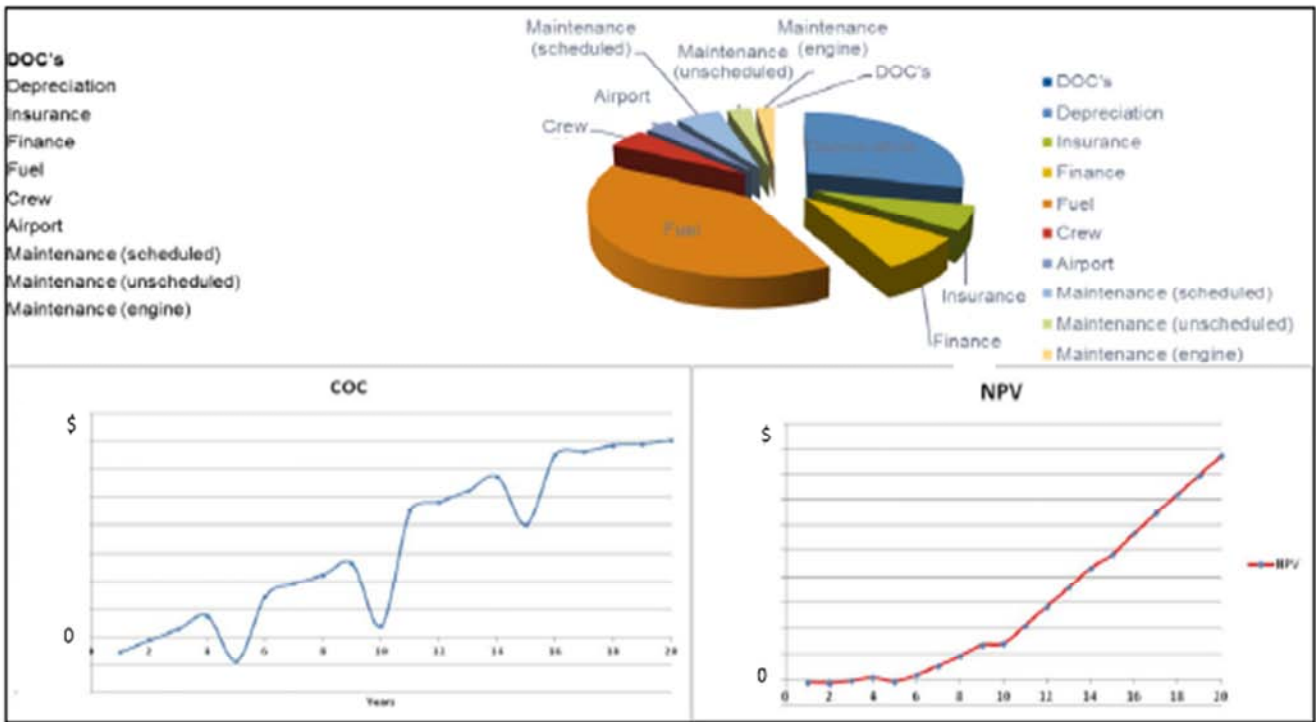 DOC's
Depreciation
Insurance
Finance
Fuel
Crew
Airport
Maintenance (scheduled)
Maintenance (unscheduled)
Maintenance (engine)
Maintenance
(scheduled)
Maintenance
(unscheduled)
Maintenance
(engine)
DOC's
Airport
Crew
Fuel
Insurance
Finance
DOC's
Depreciation
Insurance
Finance
Fuel
Crew
Airport
Maintenance (scheduled)
Maintenance (unscheduled)
Maintenance (engine)
COC
$
0
0 2 4 6 8 10 12 14 16 18 20
Years
NPV
$
0
0 2 4 6 8 10 12 14 16 18 20
NPV